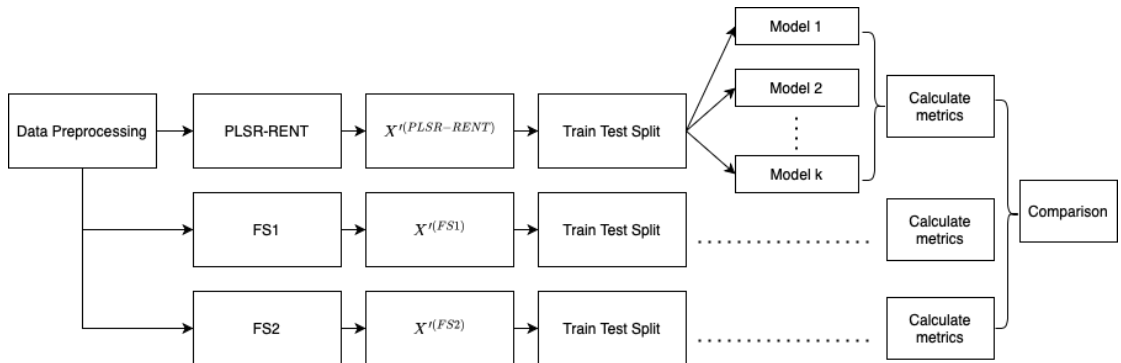 Model 1
Model 2
Model k
Data Preprocessing
PLSR-RENT
X'(PLSR−RENT)
Train Test Split
Calculate
metrics
FS1
X'(FS1)
Train Test Split
Calculate
metrics
Comparison
FS2
X'(FS2)
Train Test Split
Calculate
metrics